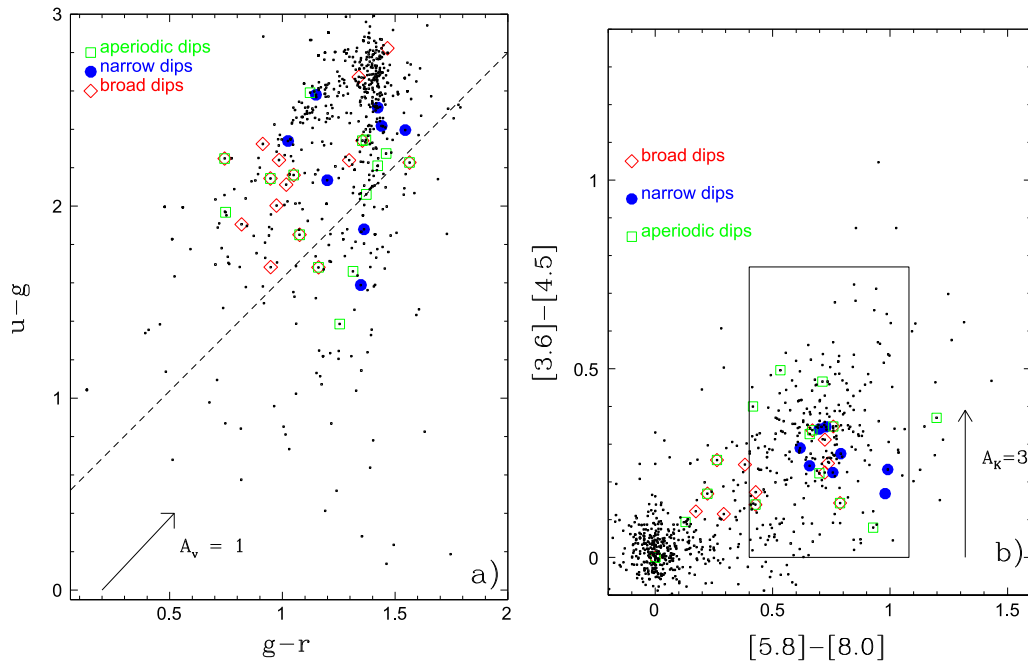 3
aperiodic dips
narrow dips
broad dips
2
u-g
1
A_v = 1
a)
0
0.5
1
1.5
2
g-r
broad dips
1
narrow dips
aperiodic dips
[3.6]-[4.5]
0.5
A_K=3
0
b)
0
0.5
1
1.5
[5.8]-[8.0]